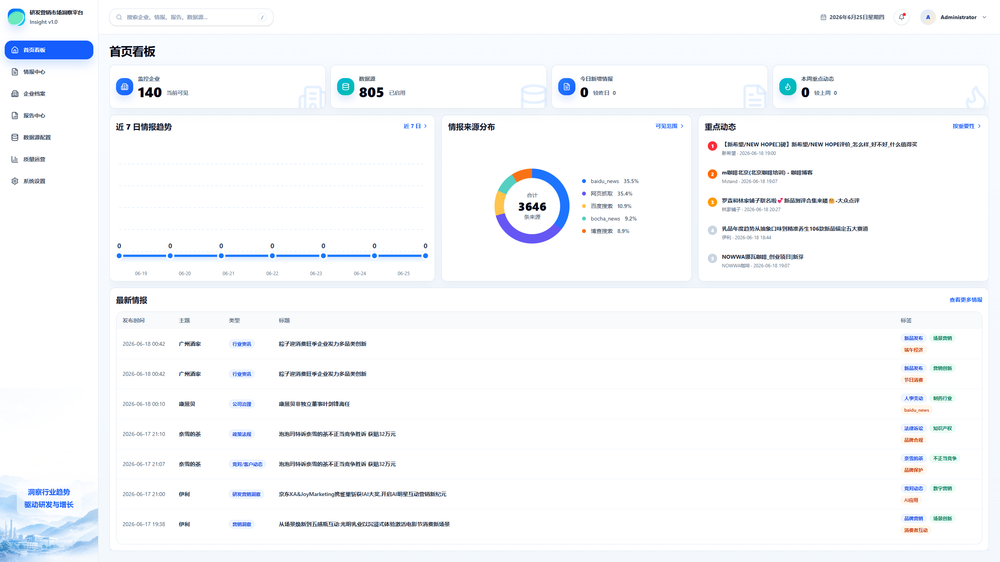 研发营销市场洞察平台
Insight v1.0
搜索企业、情报、报告、数据源...
/
2026年6月25日星期四
A
Administrator
首页看板
情报中心
企业档案
报告中心
数据源配置
质量运营
系统设置
洞察行业趋势
驱动研发与增长
首页看板
监控企业
140 当前可见
数据源
805 已启用
今日新增情报
0 较昨日 0
本周重点动态
0 较上周 0
近 7 日情报趋势
近 7 日
0 0 0 0 0 0 0
06-19 06-20 06-21 06-22 06-23 06-24 06-25
情报来源分布
可见范围
合计
3646
条来源
baidu_news 35.5%
网页抓取 35.4%
百度搜索 10.9%
bocha_news 9.2%
博查搜索 8.9%
重点动态
按重要性
1 【新希望/NEW HOPE口碑】新希望/NEW HOPE评价_怎么样_好不好_什么值得买
新希望 · 2026-06-18 19:00
2 m咖啡北京(北京咖啡培训) - 咖啡博客
Mstand · 2026-06-18 19:07
3 罗森和林家铺子联名啦💕新品测评合集来喽🤗-大众点评
林家铺子 · 2026-06-18 20:27
4 乳品年度趋势从抽象口味到精准养生106款新品锚定五大赛道
伊利 · 2026-06-18 18:44
5 NOWWA挪瓦咖啡_创业项目|新芽
NOWWA咖啡 · 2026-06-18 19:07
最新情报
查看更多情报
发布时间 主题 类型 标题 标签
2026-06-18 00:42 广州酒家 行业资讯 粽子迎消费旺季企业发力多品类创新 新品发布 场景营销
端午经济
2026-06-18 00:42 广州酒家 行业资讯 粽子迎消费旺季企业发力多品类创新 新品发布 营销创新
节日消费
2026-06-18 00:10 康恩贝 公司治理 康恩贝非独立董事叶剑锋离任 人事变动 制药行业
baidu_news
2026-06-17 21:10 奈雪的茶 政策法规 泡泡玛特诉奈雪的茶不正当竞争胜诉 获赔32万元 法律诉讼 知识产权
品牌合规
2026-06-17 21:07 奈雪的茶 竞对/客户动态 泡泡玛特诉奈雪的茶不正当竞争胜诉 获赔32万元 奈雪的茶 不正当竞争
品牌保护
2026-06-17 21:00 伊利 研发营销洞察 京东KA&JoyMarketing携雀巢斩获IAI大奖,开启AI明星互动营销新纪元 竞对动态 数字营销
AI应用
2026-06-17 19:38 伊利 营销洞察 从场景焕新到五感瓶互动:光明乳业以沉浸式体验激活电影节消费新场景 品牌营销 场景创新
消费者互动